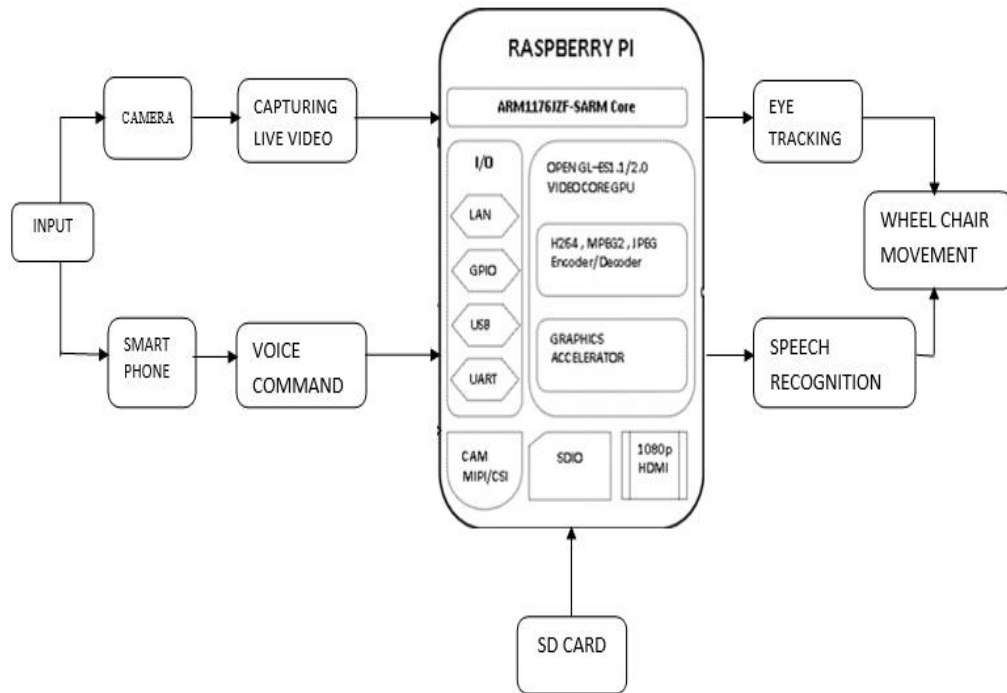 RASPBERRY PI
ARM1176JZF-SARM Core
CAMERA
CAPTURING
LIVE VIDEO
INPUT
SMART
PHONE
VOICE
COMMAND
I/O
LAN
GPIO
USB
UART
OPEN GL-ES1.1/2.0
VIDEOCORE GPU
H264 , MPEG2 , JPEG
Encoder/Decoder
GRAPHICS
ACCELERATOR
CAM
MIPI/CSI
SDIO
1080p
HDMI
EYE
TRACKING
WHEEL CHAIR
MOVEMENT
SPEECH
RECOGNITION
SD CARD